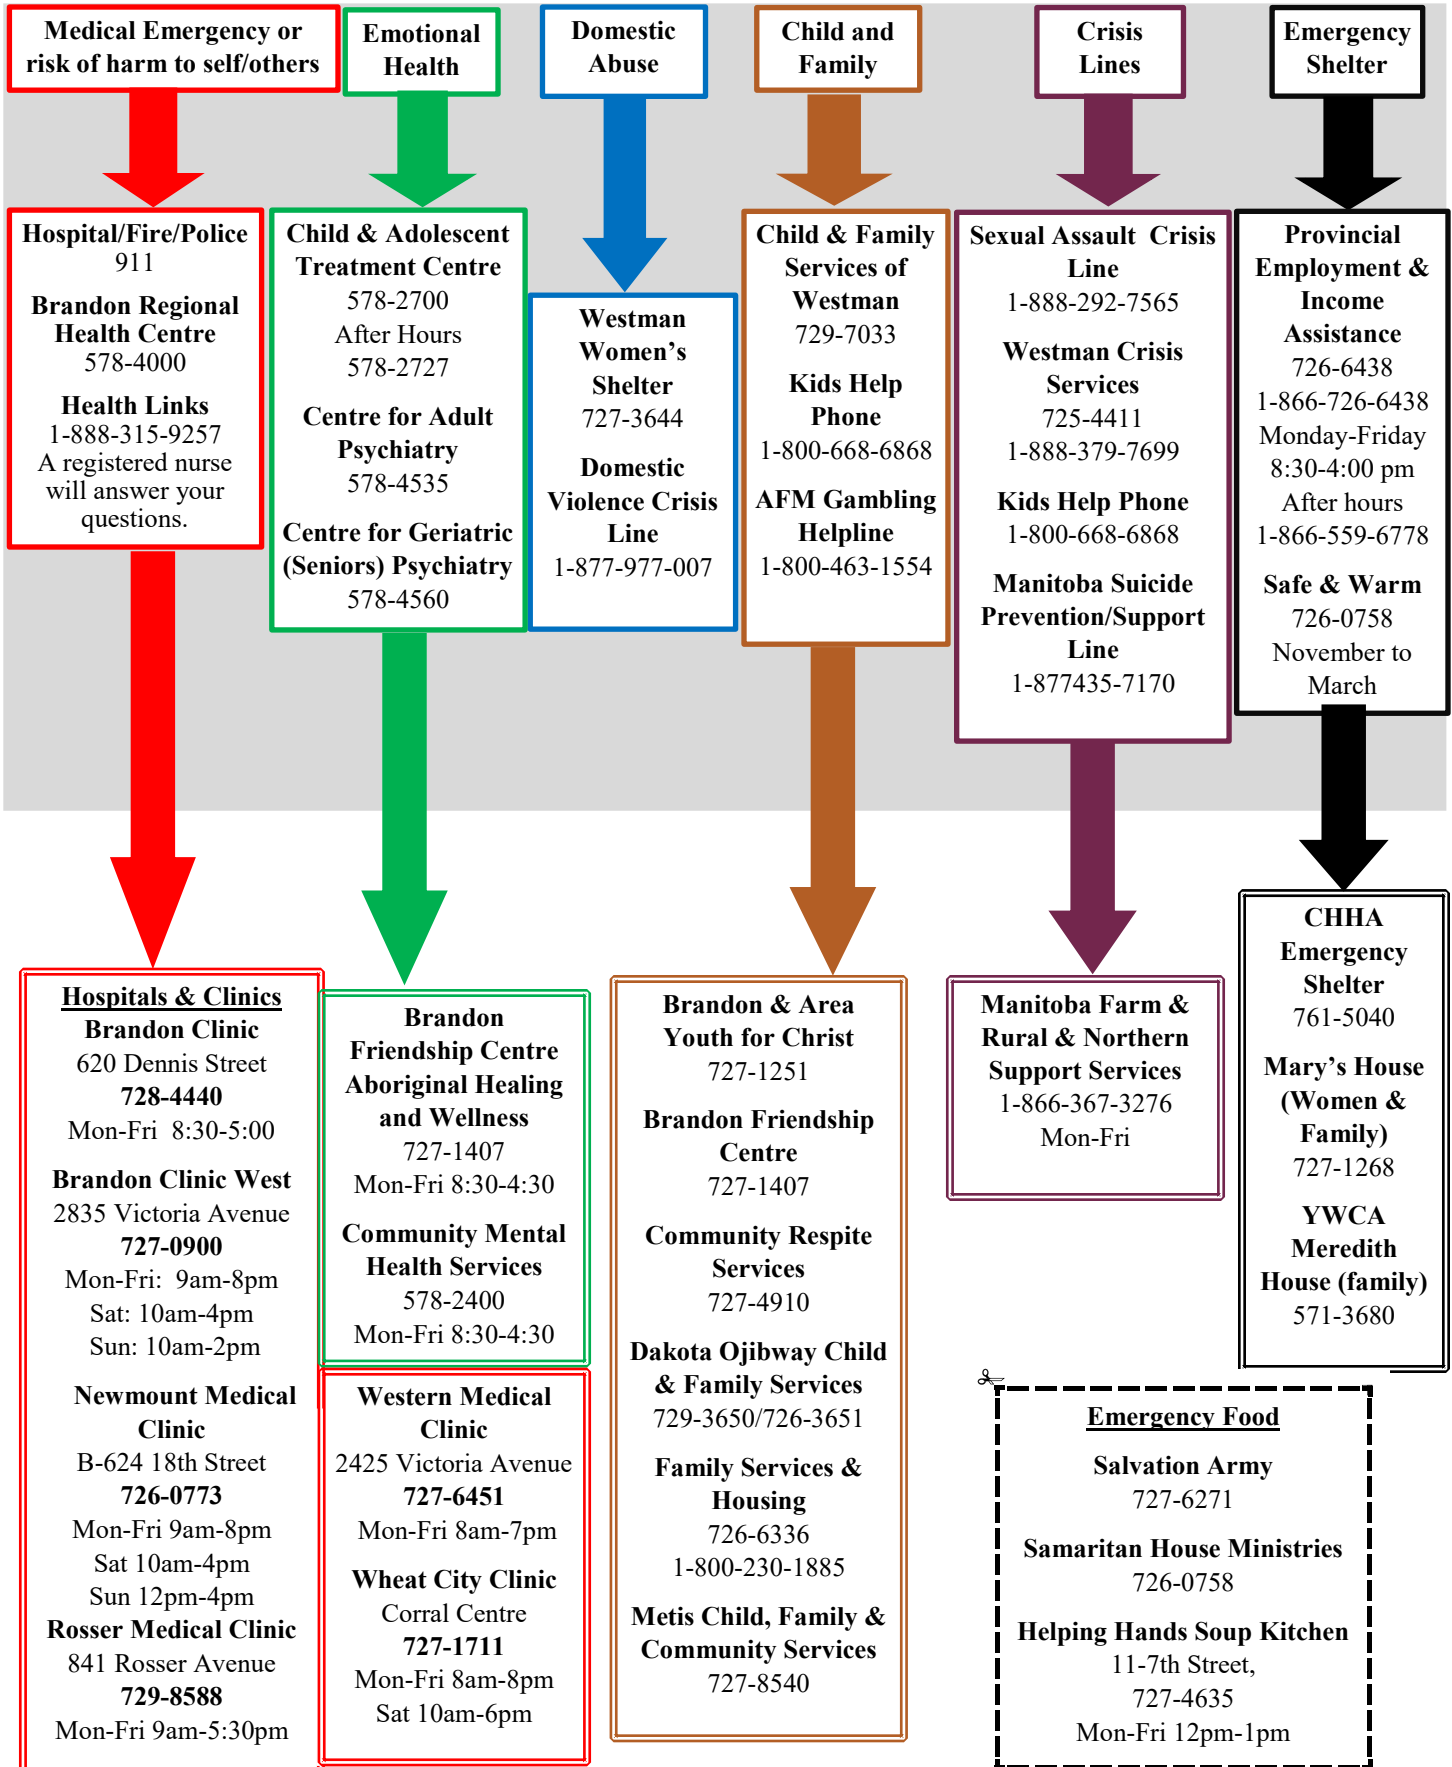 Medical Emergency or
risk of harm to self/others
Emotional
Health
Domestic
Abuse
Child and
Family
Crisis
Lines
Emergency
Shelter
Hospital/Fire/Police
911
Brandon Regional
Health Centre
578-4000
Health Links
1-888-315-9257
A registered nurse
will answer your
questions.
Child & Adolescent
Treatment Centre
578-2700
After Hours
578-2727
Centre for Adult
Psychiatry
578-4535
Centre for Geriatric
(Seniors) Psychiatry
578-4560
Westman
Women's
Shelter
727-3644
Domestic
Violence Crisis
Line
1-877-977-007
Child & Family
Services of
Westman
729-7033
Kids Help
Phone
1-800-668-6868
AFM Gambling
Helpline
1-800-463-1554
Sexual Assault Crisis
Line
1-888-292-7565
Westman Crisis
Services
725-4411
1-888-379-7699
Kids Help Phone
1-800-668-6868
Manitoba Suicide
Prevention/Support
Line
1-877435-7170
Provincial
Employment &
Income
Assistance
726-6438
1-866-726-6438
Monday-Friday
8:30-4:00 pm
After hours
1-866-559-6778
Safe & Warm
726-0758
November to
March
Hospitals & Clinics
Brandon Clinic
620 Dennis Street
728-4440
Mon-Fri 8:30-5:00
Brandon Clinic West
2835 Victoria Avenue
727-0900
Mon-Fri: 9am-8pm
Sat: 10am-4pm
Sun: 10am-2pm
Newmount Medical
Clinic
B-624 18th Street
726-0773
Mon-Fri 9am-8pm
Sat 10am-4pm
Sun 12pm-4pm
Rosser Medical Clinic
841 Rosser Avenue
729-8588
Mon-Fri 9am-5:30pm
Brandon
Friendship Centre
Aboriginal Healing
and Wellness
727-1407
Mon-Fri 8:30-4:30
Community Mental
Health Services
578-2400
Mon-Fri 8:30-4:30
Western Medical
Clinic
2425 Victoria Avenue
727-6451
Mon-Fri 8am-7pm
Wheat City Clinic
Corral Centre
727-1711
Mon-Fri 8am-8pm
Sat 10am-6pm
Brandon & Area
Youth for Christ
727-1251
Brandon Friendship
Centre
727-1407
Community Respite
Services
727-4910
Dakota Ojibway Child
& Family Services
729-3650/726-3651
Family Services &
Housing
726-6336
1-800-230-1885
Metis Child, Family &
Community Services
727-8540
Manitoba Farm &
Rural & Northern
Support Services
1-866-367-3276
Mon-Fri
CHHA
Emergency
Shelter
761-5040
Mary's House
(Women &
Family)
727-1268
YWCA
Meredith
House (family)
571-3680
Emergency Food
Salvation Army
727-6271
Samaritan House Ministries
726-0758
Helping Hands Soup Kitchen
11-7th Street,
727-4635
Mon-Fri 12pm-1pm